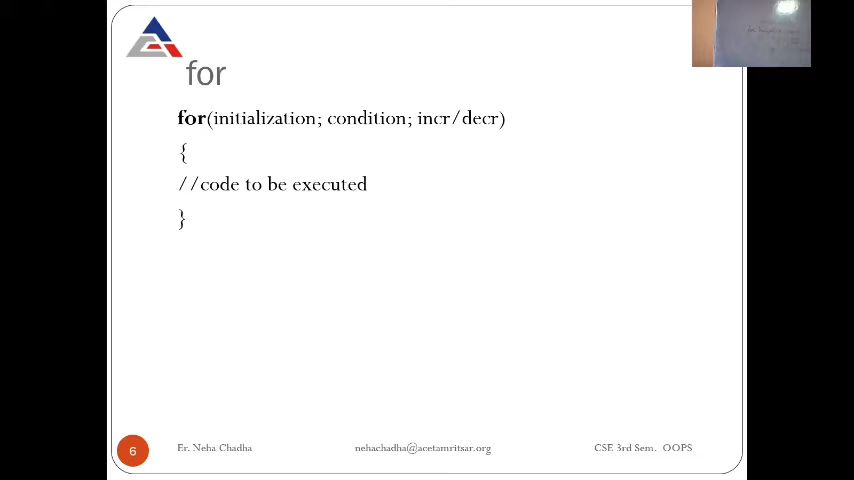 for
for(initialization; condition; incr/decr)
{
//code to be executed
}
6
Er. Neha Chadha
nehachadha@acetamritsar.org
CSE 3rd Sem. OOPS